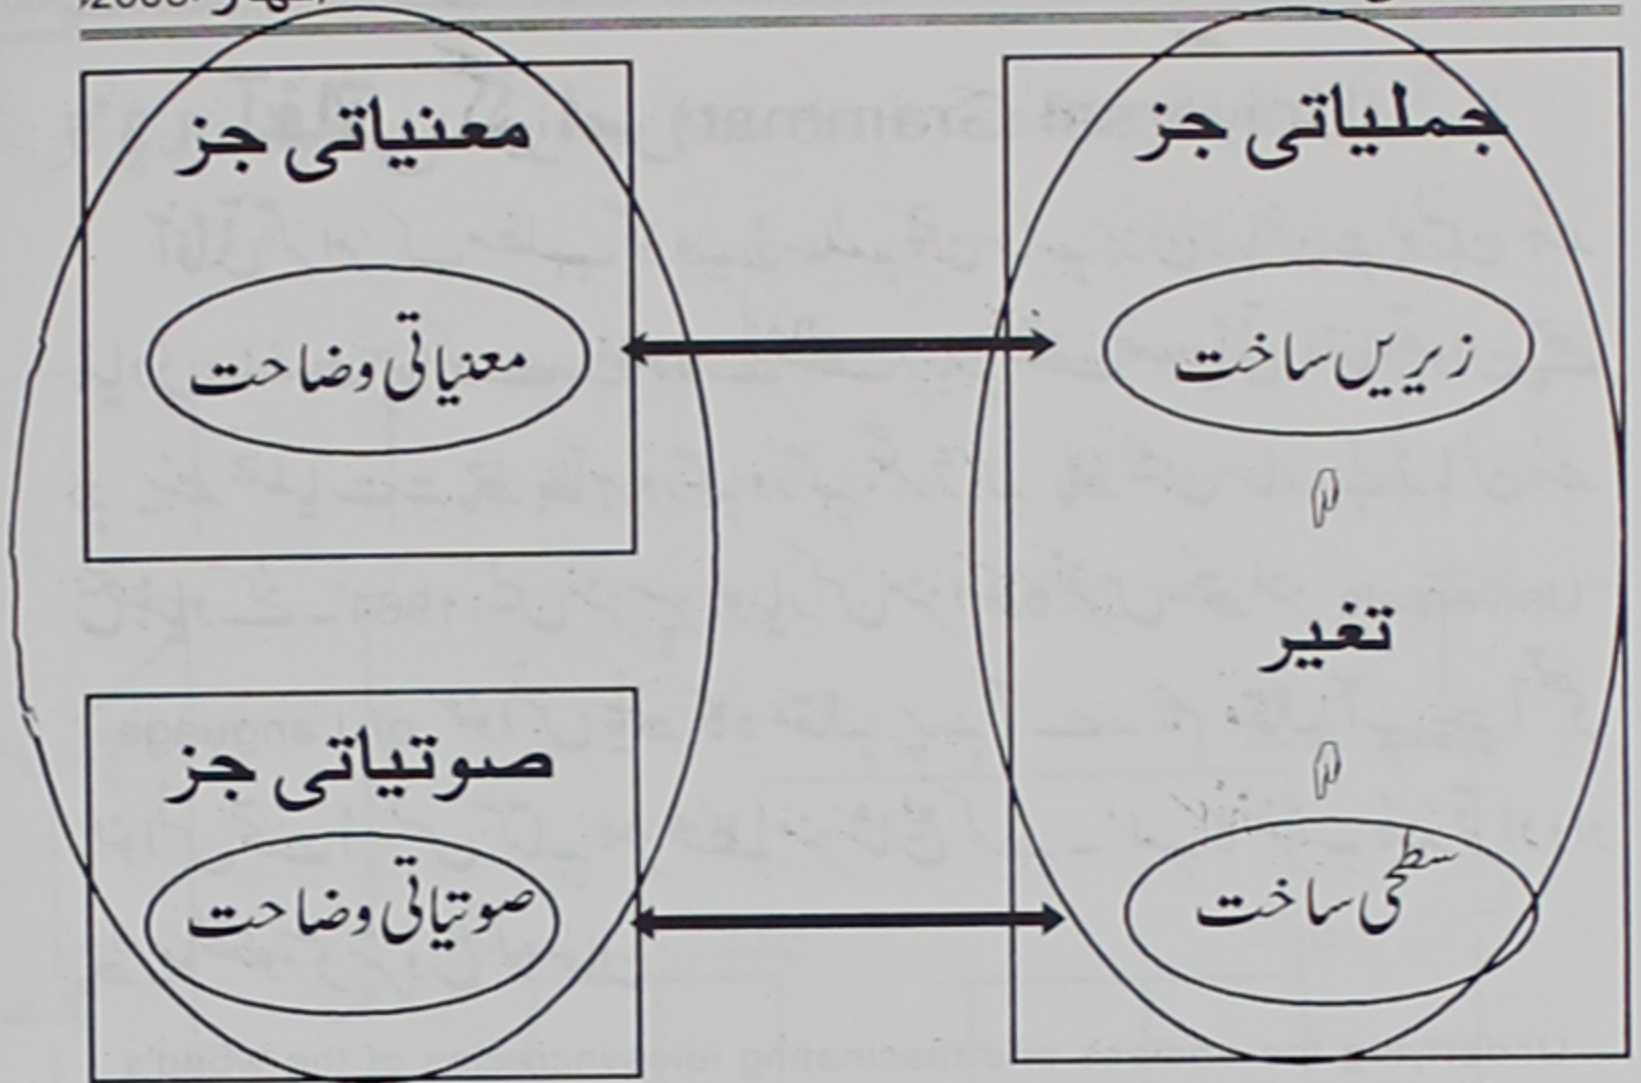 جملیاتی جز
زیریں ساخت
تغیر
سطحی ساخت
معنیاتی جز
معنیاتی وضاحت
صوتیاتی جز
صوتیاتی وضاحت